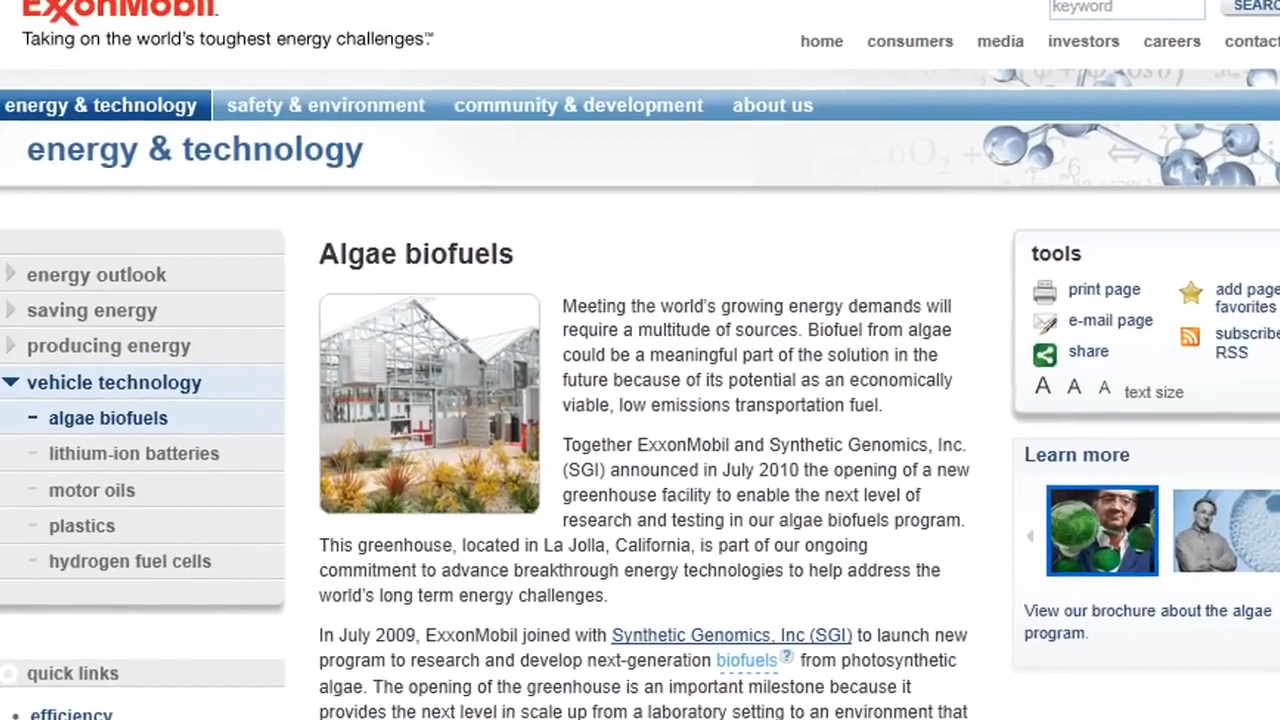 ExxonMobil
Taking on the world's toughest energy challenges.™
keyword
SEARC
home consumers media investors careers contact
energy & technology safety & environment community & development about us
energy & technology
energy outlook
saving energy
producing energy
vehicle technology
algae biofuels
lithium-ion batteries
motor oils
plastics
hydrogen fuel cells
quick links
efficiency
Algae biofuels
Meeting the world's growing energy demands will
require a multitude of sources. Biofuel from algae
could be a meaningful part of the solution in the
future because of its potential as an economically
viable, low emissions transportation fuel.
Together ExxonMobil and Synthetic Genomics, Inc.
(SGI) announced in July 2010 the opening of a new
greenhouse facility to enable the next level of
research and testing in our algae biofuels program.
This greenhouse, located in La Jolla, California, is part of our ongoing
commitment to advance breakthrough energy technologies to help address the
world's long term energy challenges.
In July 2009, ExxonMobil joined with Synthetic Genomics, Inc (SGI) to launch new
program to research and develop next-generation biofuels ? from photosynthetic
algae. The opening of the greenhouse is an important milestone because it
provides the next level in scale up from a laboratory setting to an environment that
tools
print page
e-mail page
share
add page
favorites
subscribe
RSS
A A A text size
Learn more
View our brochure about the algae
program.